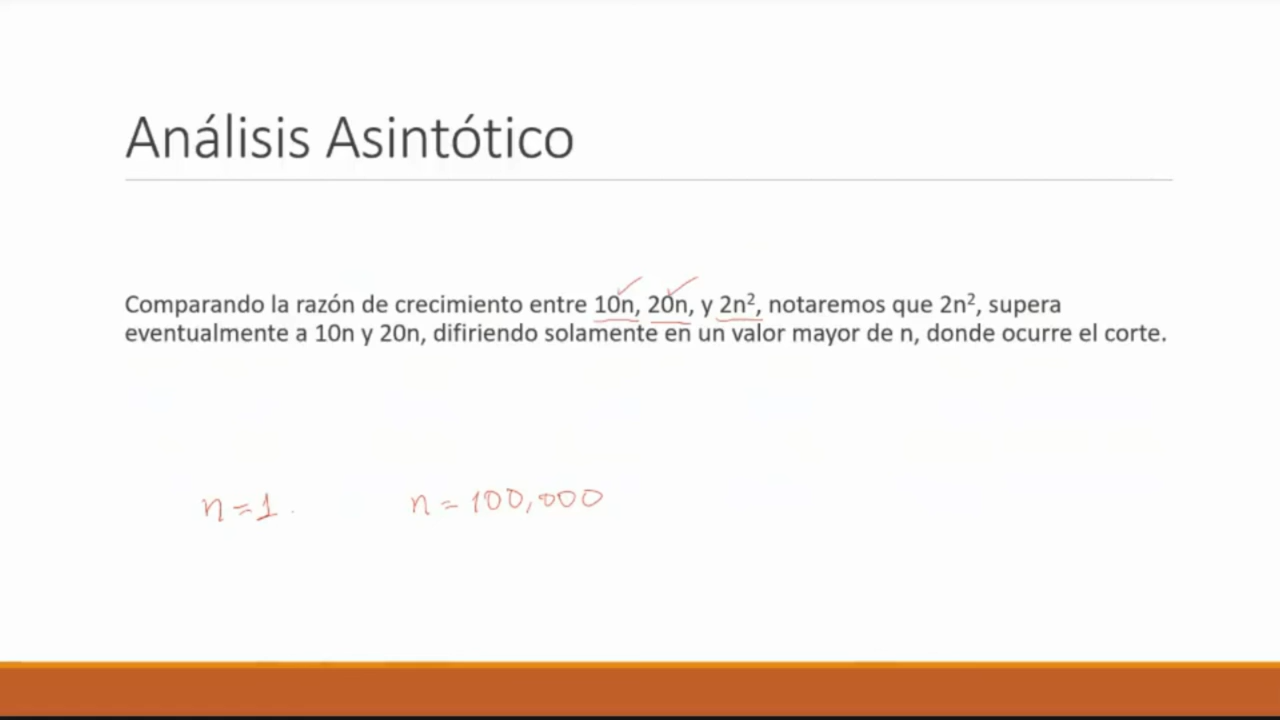 Análisis Asintótico
Comparando la razón de crecimiento entre 10n, 20n, y 2n², notaremos que 2n², supera
eventualmente a 10n y 20n, difiriendo solamente en un valor mayor de n, donde ocurre el corte.
n=1. n=100,000